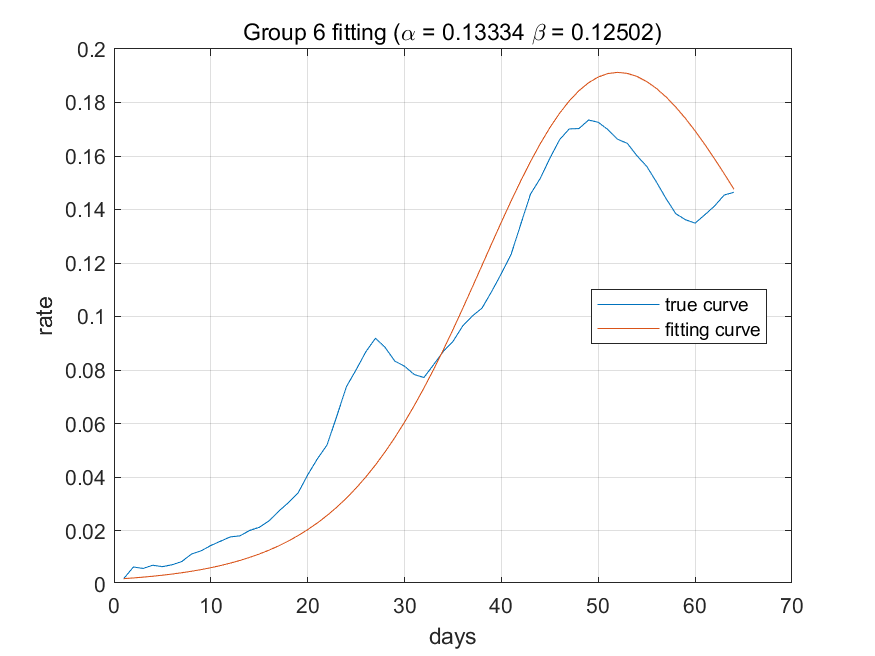 Group 6 fitting (α = 0.13334 β = 0.12502)
0.2
0.18
0.16
0.14
0.12
0.1
0.08
0.06
0.04
0.02
0
rate
true curve
fitting curve
0 10 20 30 40 50 60 70
days